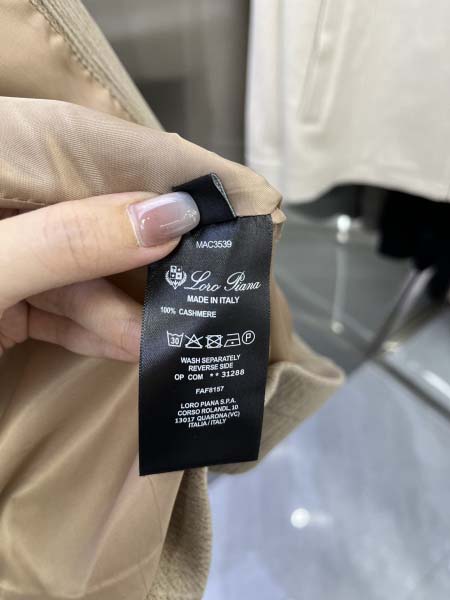 MAC3539
Loro Piana
MADE IN ITALY
100% CASHMERE
30 P
WASH SEPARATELY
REVERSE SIDE
OP COM **31288
FAF8157
LORO PIANA S.P.A.
CORSO ROLANDI, 10
13017 QUARONA(VC)
ITALIA/ITALY